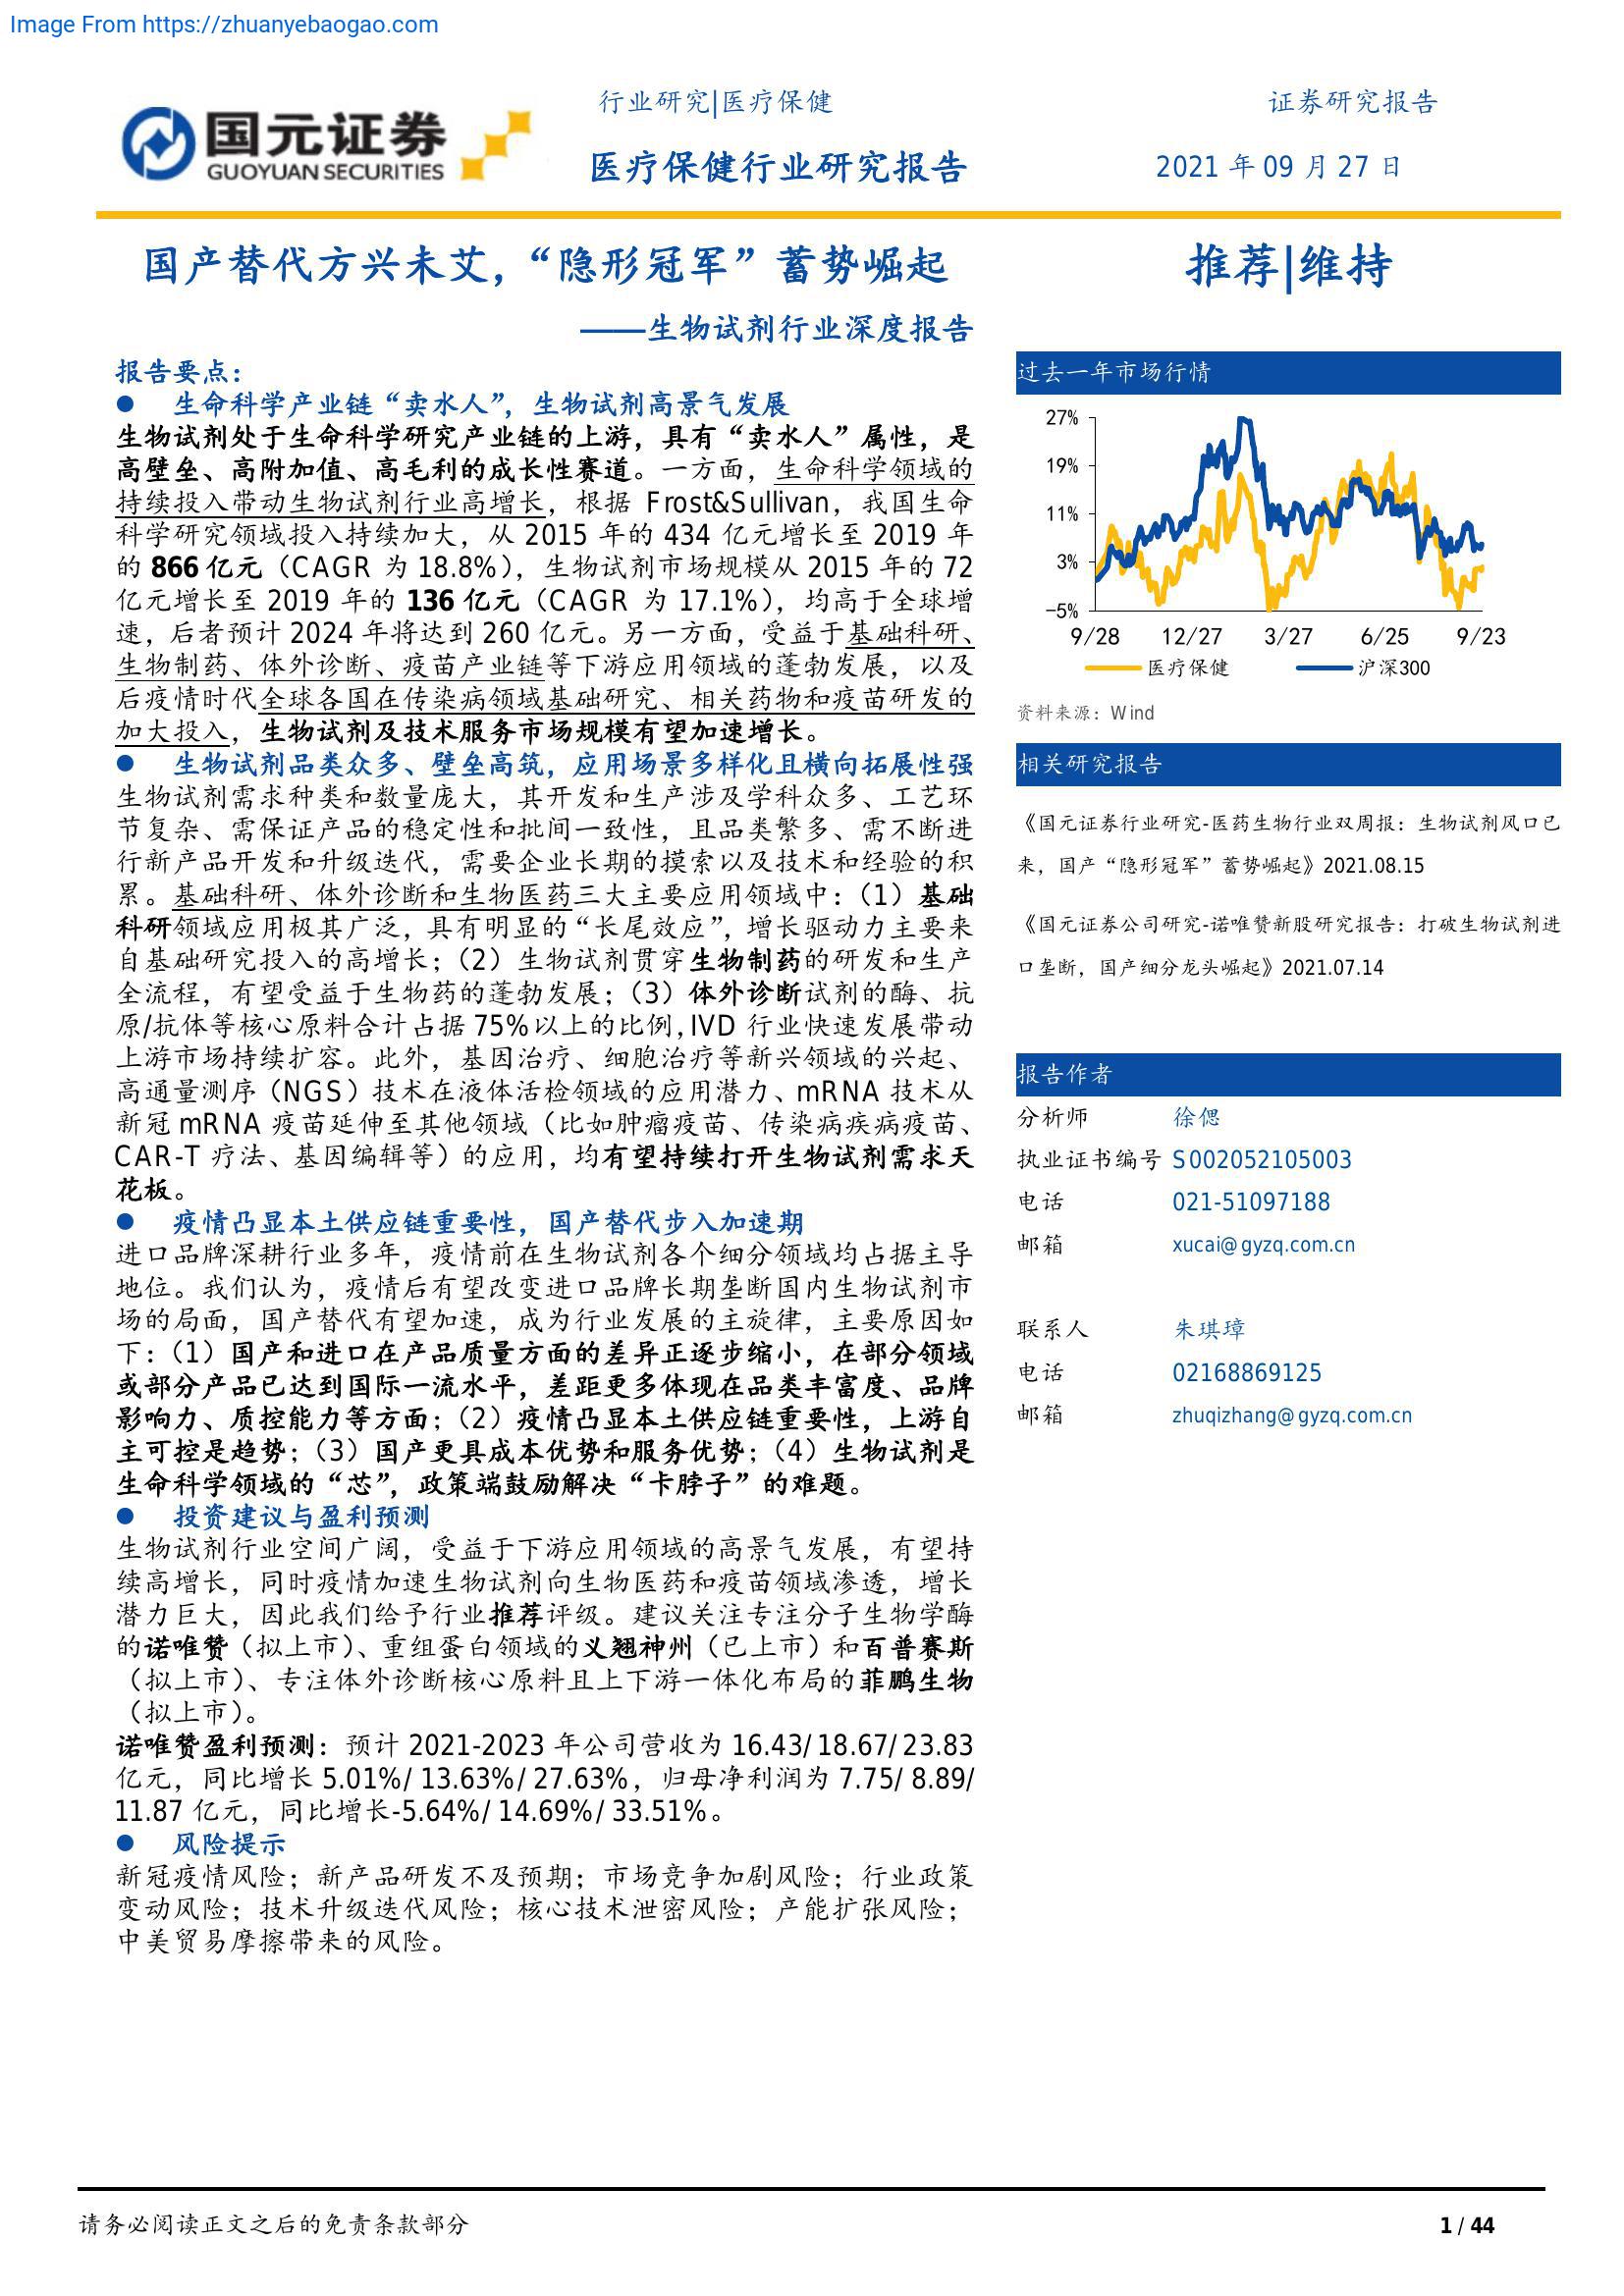 Image From https://zhuanyebaogao.com
国元证券
GUOYUAN SECURITIES
行业研究|医疗保健
证券研究报告
医疗保健行业研究报告
2021 年 09 月 27 日
国产替代方兴未艾，“隐形冠军”蓄势崛起
——生物试剂行业深度报告
报告要点：
● 生命科学产业链“卖水人”，生物试剂高景气发展
生物试剂处于生命科学研究产业链的上游，具有“卖水人”属性，是
高壁垒、高附加值、高毛利的成长性赛道。一方面，生命科学领域的
持续投入带动生物试剂行业高增长，根据 Frost&Sullivan，我国生命
科学研究领域投入持续加大，从 2015 年的 434 亿元增长至 2019 年
的 866 亿元（CAGR 为 18.8%），生物试剂市场规模从 2015 年的 72
亿元增长至 2019 年的 136 亿元（CAGR 为 17.1%），均高于全球增
速，后者预计 2024 年将达到 260 亿元。另一方面，受益于基础科研、
生物制药、体外诊断、疫苗产业链等下游应用领域的蓬勃发展，以及
后疫情时代全球各国在传染病领域基础研究、相关药物和疫苗研发的
加大投入，生物试剂及技术服务市场规模有望加速增长。
● 生物试剂品类众多、壁垒高筑，应用场景多样化且横向拓展性强
生物试剂需求种类和数量庞大，其开发和生产涉及学科众多、工艺环
节复杂、需保证产品的稳定性和批间一致性，且品类繁多、需不断进
行新产品开发和升级迭代，需要企业长期的摸索以及技术和经验的积
累。基础科研、体外诊断和生物医药三大主要应用领域中：（1）基础
科研领域应用极其广泛，具有明显的“长尾效应”，增长驱动力主要来
自基础研究投入的高增长；（2）生物试剂贯穿生物制药的研发和生产
全流程，有望受益于生物药的蓬勃发展；（3）体外诊断试剂的酶、抗
原/抗体等核心原料合计占据 75%以上的比例，IVD 行业快速发展带动
上游市场持续扩容。此外，基因治疗、细胞治疗等新兴领域的兴起、
高通量测序（NGS）技术在液体活检领域的应用潜力、mRNA 技术从
新冠 mRNA 疫苗延伸至其他领域（比如肿瘤疫苗、传染病疾病疫苗、
CAR-T 疗法、基因编辑等）的应用，均有望持续打开生物试剂需求天
花板。
● 疫情凸显本土供应链重要性，国产替代步入加速期
进口品牌深耕行业多年，疫情前在生物试剂各个细分领域均占据主导
地位。我们认为，疫情后有望改变进口品牌长期垄断国内生物试剂市
场的局面，国产替代有望加速，成为行业发展的主旋律，主要原因如
下：（1）国产和进口在产品质量方面的差异正逐步缩小，在部分领域
或部分产品已达到国际一流水平，差距更多体现在品类丰富度、品牌
影响力、质控能力等方面；（2）疫情凸显本土供应链重要性，上游自
主可控是趋势；（3）国产更具成本优势和服务优势；（4）生物试剂是
生命科学领域的“芯”，政策端鼓励解决“卡脖子”的难题。
● 投资建议与盈利预测
生物试剂行业空间广阔，受益于下游应用领域的高景气发展，有望持
续高增长，同时疫情加速生物试剂向生物医药和疫苗领域渗透，增长
潜力巨大，因此我们给予行业推荐评级。建议关注专注分子生物学酶
的诺唯赞（拟上市）、重组蛋白领域的义翘神州（已上市）和百普赛斯
（拟上市）、专注体外诊断核心原料且上下游一体化布局的菲鹏生物
（拟上市）。
诺唯赞盈利预测：预计 2021-2023 年公司营收为 16.43/18.67/23.83
亿元，同比增长 5.01%/13.63%/27.63%，归母净利润为 7.75/8.89/
11.87 亿元，同比增长-5.64%/14.69%/33.51%。
● 风险提示
新冠疫情风险；新产品研发不及预期；市场竞争加剧风险；行业政策
变动风险；技术升级迭代风险；核心技术泄密风险；产能扩张风险；
中美贸易摩擦带来的风险。
推荐|维持
过去一年市场行情
27%
19%
11%
3%
-5%
9/28 12/27 3/27 6/25 9/23
医疗保健 沪深300
资料来源：Wind
相关研究报告
《国元证券行业研究-医药生物行业双周报：生物试剂风口已
来，国产“隐形冠军”蓄势崛起》2021.08.15
《国元证券公司研究-诺唯赞新股研究报告：打破生物试剂进
口垄断，国产细分龙头崛起》2021.07.14
报告作者
分析师 徐偲
执业证书编号 S002052105003
电话 021-51097188
邮箱 xucai@gyzq.com.cn
联系人 朱琪璋
电话 02168869125
邮箱 zhuqizhang@gyzq.com.cn
请务必阅读正文之后的免责条款部分
1 / 44